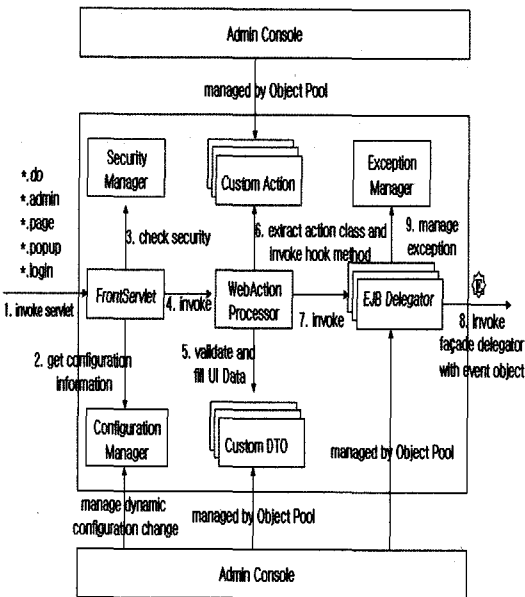 Admin Console
managed by Object Pool
*.do
*.admin
*.page
*.popup
*.login
Security
Manager
Custom Action
Exception
Manager
3. check security
6. extract action class and
invoke hook method
9. manage
exception
1. invoke servlet
FrontServlet
4. invoke
WebAction
Processor
7. invoke
EJB Delegator
E
8. invoke
façade delegator
with event object
2. get configuration
information
5. validate and
fill UI Data
Configuration
Manager
Custom DTO
managed by Object Pool
manage dynamic
configuration change
managed by Object Pool
Admin Console